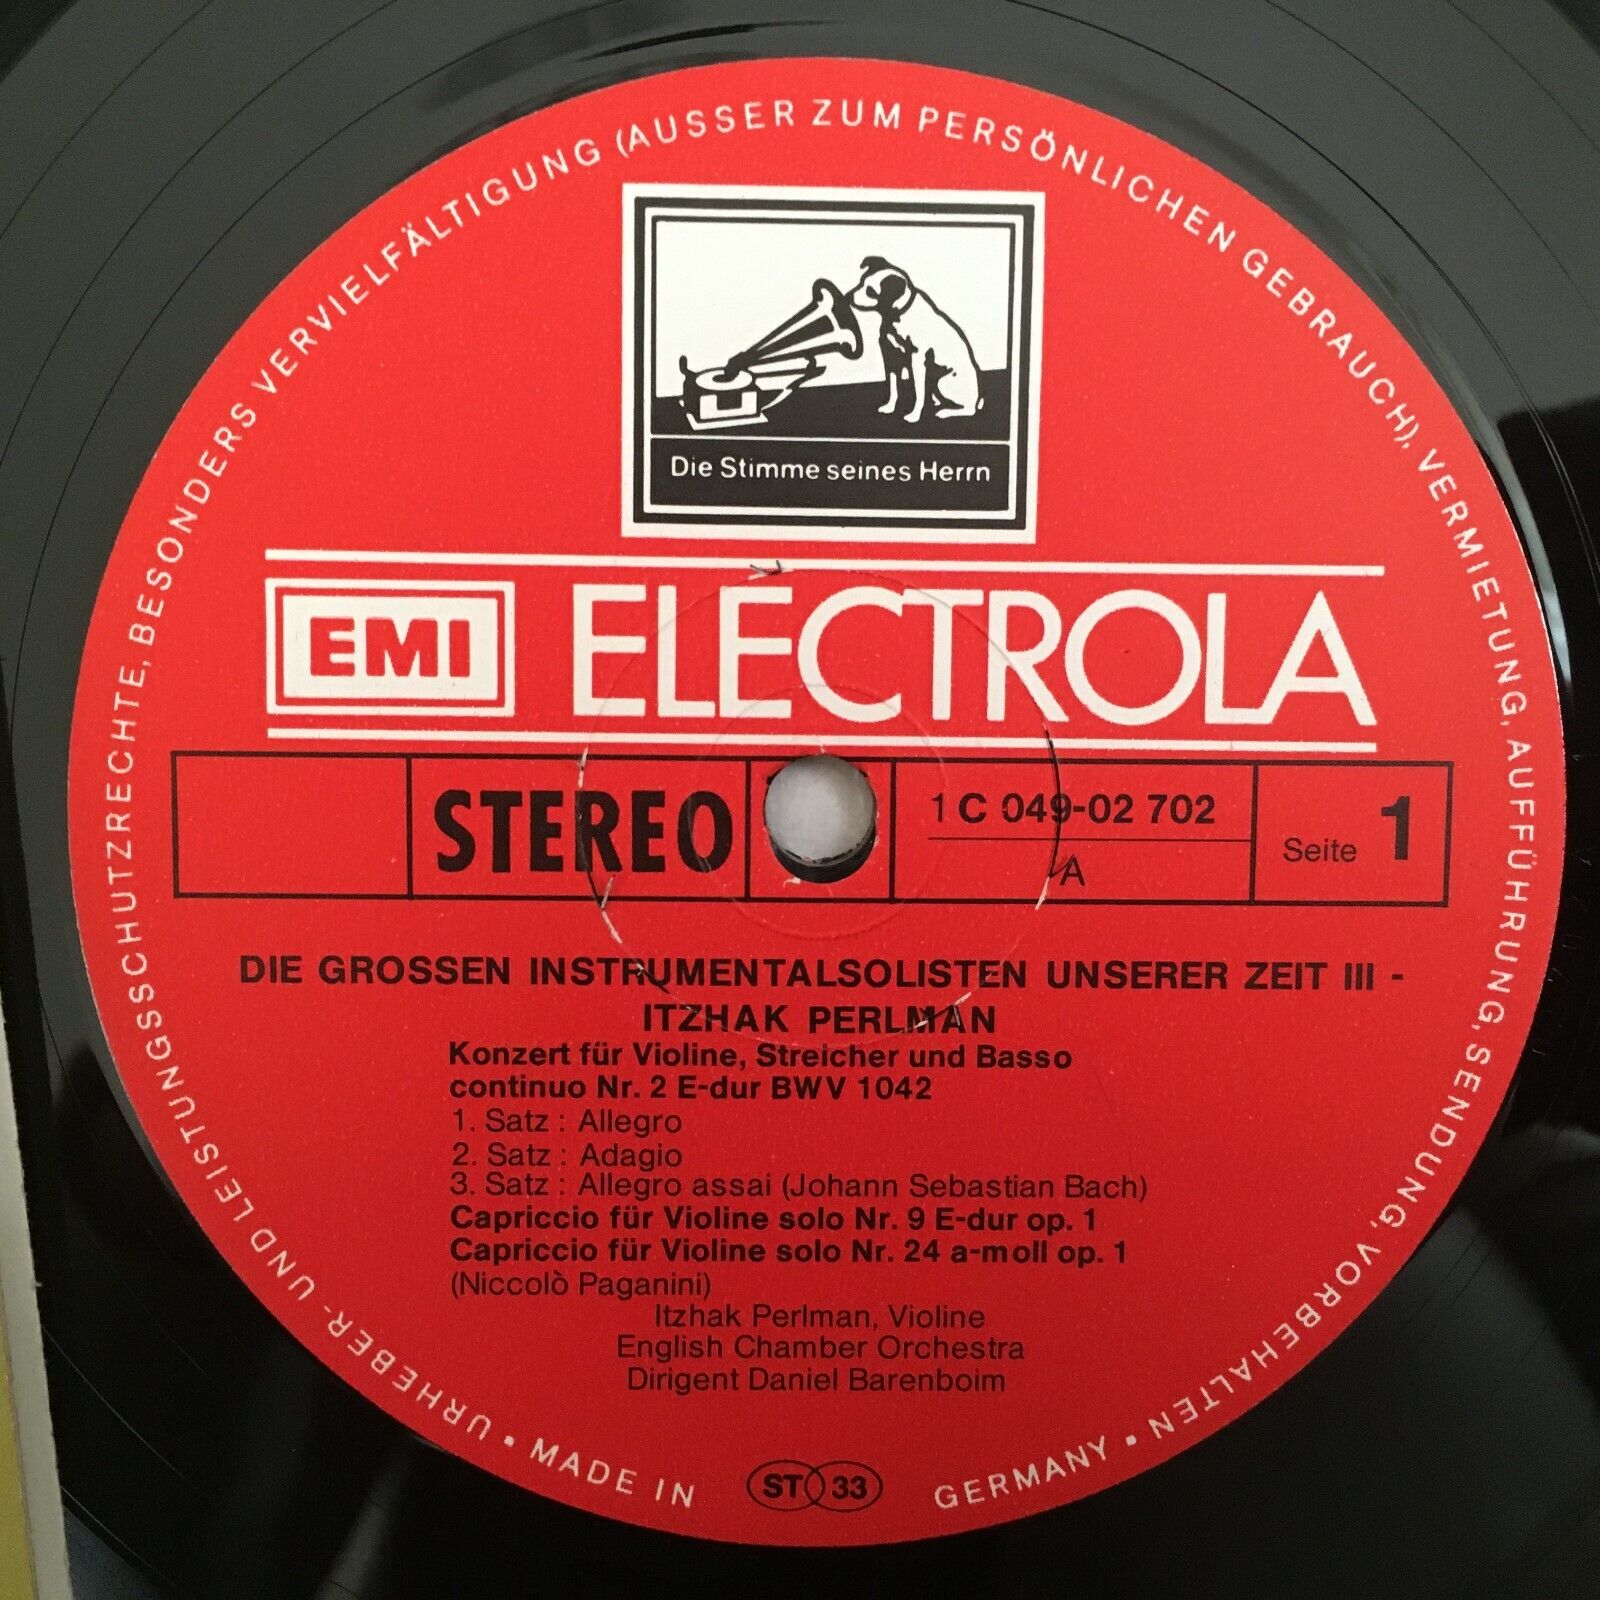 URHEBER- UND LEISTUNGSSCHUTZRECHTE, BESONDERS VERVIELFÄLTIGUNG (AUSSER ZUM PERSÖNLICHEN GEBRAUCH), VERMIETUNG, AUFFÜHRUNG, SENDUNG, VORBEHALTEN •
Die Stimme seines Herrn
EMI ELECTROLA
STEREO
1 C 049-02 702
A
Seite 1
DIE GROSSEN INSTRUMENTALSOLISTEN UNSERER ZEIT III -
ITZHAK PERLMAN
Konzert für Violine, Streicher und Basso
continuo Nr. 2 E-dur BWV 1042
1. Satz : Allegro
2. Satz : Adagio
3. Satz : Allegro assai (Johann Sebastian Bach)
Capriccio für Violine solo Nr. 9 E-dur op. 1
Capriccio für Violine solo Nr. 24 a-moll op. 1
(Niccolò Paganini)
Itzhak Perlman, Violine
English Chamber Orchestra
Dirigent Daniel Barenboim
• MADE IN GERMANY
ST 33